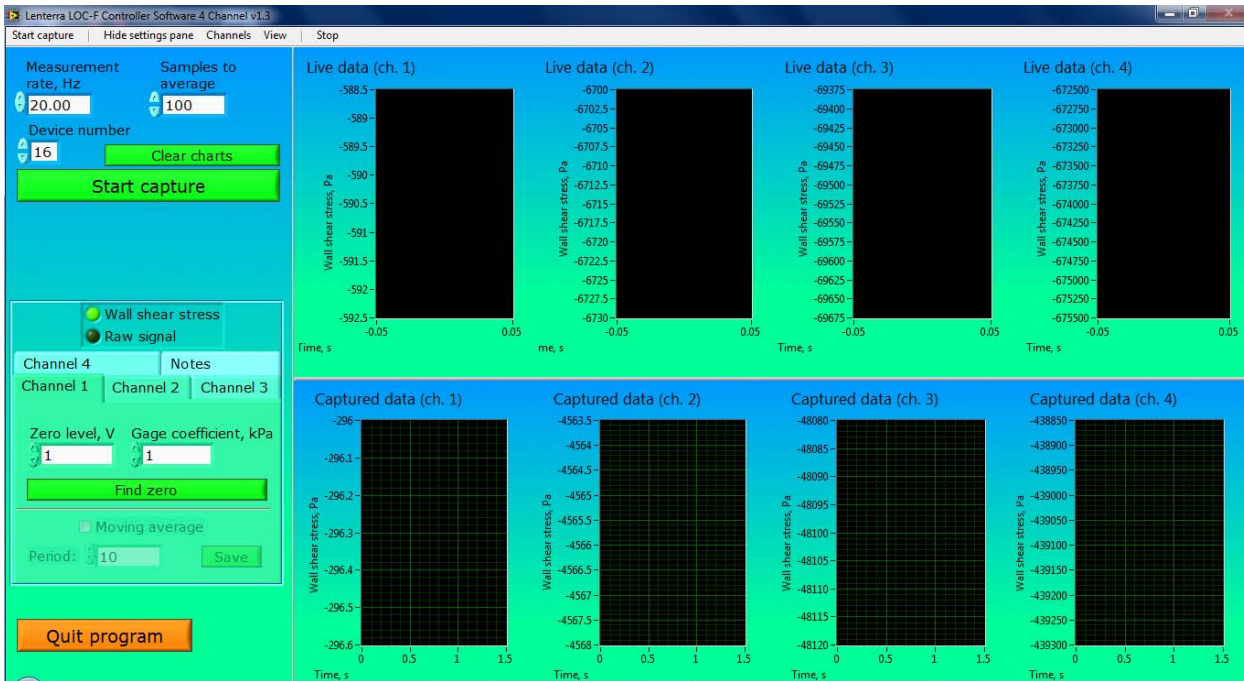 Lenterra LOC-F Controller Software 4 Channel v1.3
Start capture | Hide settings pane Channels View | Stop
Measurement rate, Hz
20.00
Samples to average
100
Device number
16
Clear charts
Start capture
Wall shear stress
Raw signal
Channel 4 Notes
Channel 1 Channel 2 Channel 3
Zero level, V Gage coefficient, kPa
1 1
Find zero
Moving average
Period: 10 Save
Quit program
Live data (ch. 1)
Wall shear stress, Pa
-588.5
-589
-589.5
-590
-590.5
-591
-591.5
-592
-592.5
-0.05 0.05
Time, s
Live data (ch. 2)
Wall shear stress, Pa
-6700
-6702.5
-6705
-6707.5
-6710
-6712.5
-6715
-6717.5
-6720
-6722.5
-6725
-6727.5
-6730
-0.05 0.05
me, s
Live data (ch. 3)
Wall shear stress, Pa
-69375
-69400
-69425
-69450
-69475
-69500
-69525
-69550
-69575
-69600
-69625
-69650
-69675
-0.05 0.05
Time, s
Live data (ch. 4)
Wall shear stress, Pa
-672500
-672750
-673000
-673250
-673500
-673750
-674000
-674250
-674500
-674750
-675000
-675250
-675500
-0.05 0.05
Time, s
Captured data (ch. 1)
Wall shear stress, Pa
-296
-296.1
-296.2
-296.3
-296.4
-296.5
-296.6
0 0.5 1 1.5
Time, s
Captured data (ch. 2)
Wall shear stress, Pa
-4563.5
-4564
-4564.5
-4565
-4565.5
-4566
-4566.5
-4567
-4567.5
-4568
0 0.5 1 1.5
Time, s
Captured data (ch. 3)
Wall shear stress, Pa
-48080
-48085
-48090
-48095
-48100
-48105
-48110
-48115
-48120
0 0.5 1 1.5
Time, s
Captured data (ch. 4)
Wall shear stress, Pa
-438850
-438900
-438950
-439000
-439050
-439100
-439150
-439200
-439250
-439300
0 0.5 1 1.5
Time, s